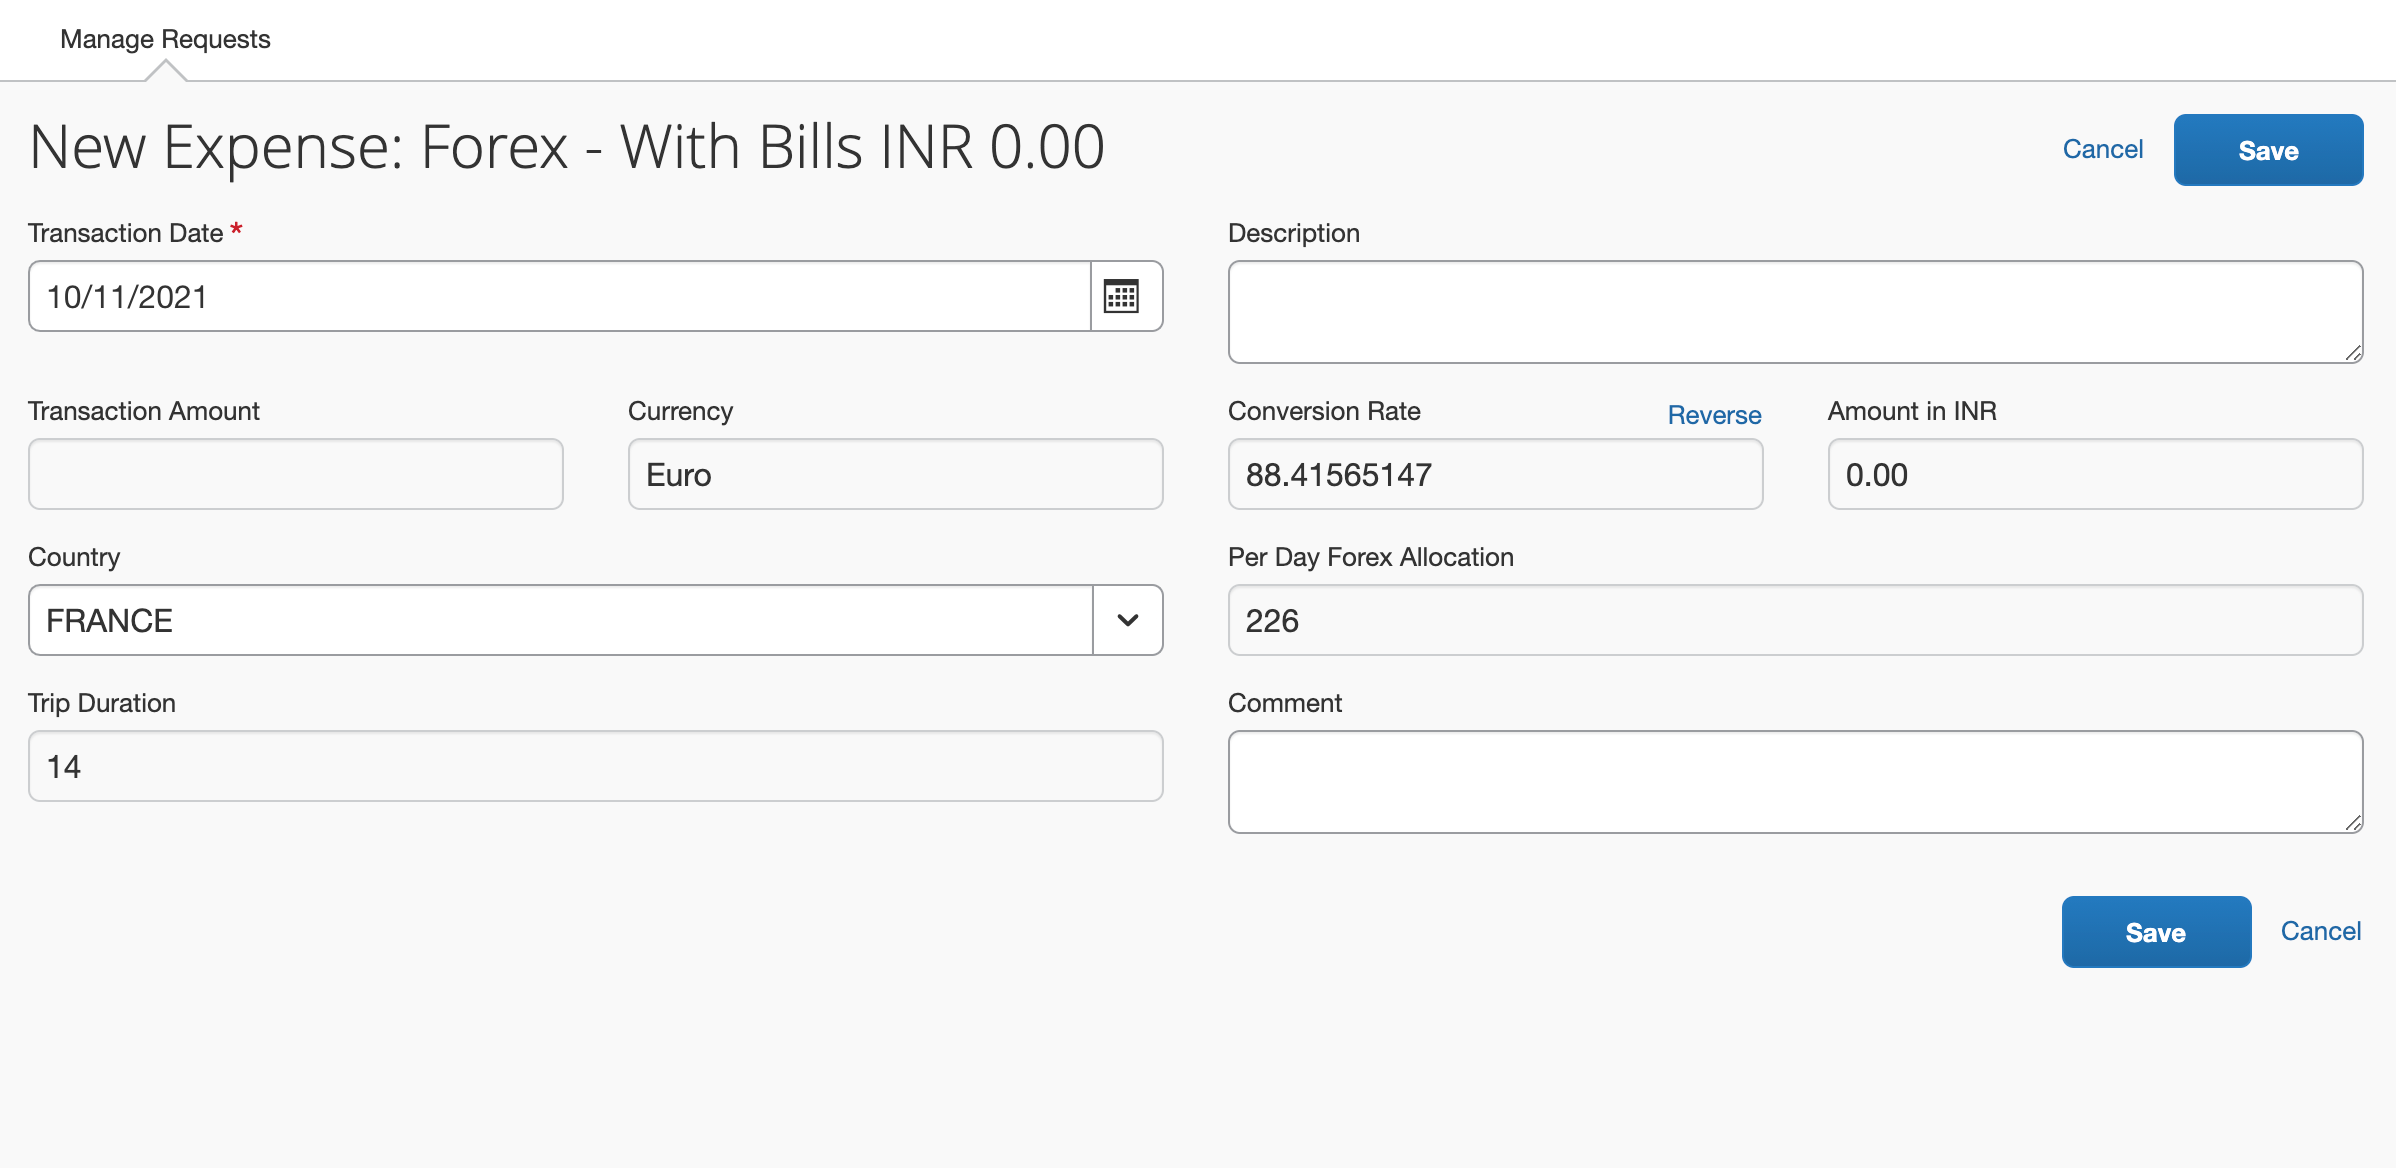 Manage Requests
New Expense: Forex - With Bills INR 0.00
Cancel
Save
Transaction Date *
Description
10/11/2021
Transaction Amount
Currency
Conversion Rate
Reverse
Amount in INR
Euro
88.41565147
0.00
Country
Per Day Forex Allocation
FRANCE
226
Trip Duration
Comment
14
Save
Cancel